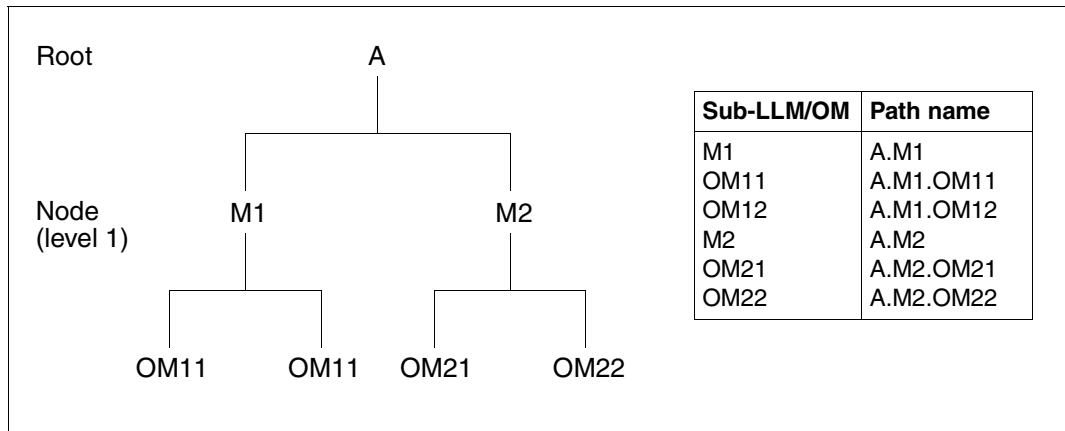 Root A
Node
(level 1)
M1 M2
OM11 OM11 OM21 OM22
Sub-LLM/OM Path name
M1 A.M1
OM11 A.M1.OM11
OM12 A.M1.OM12
M2 A.M2
OM21 A.M2.OM21
OM22 A.M2.OM22